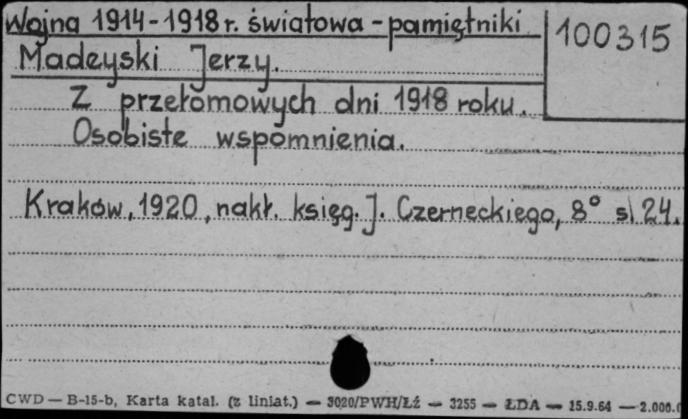 Wojna 1914-1918 r. światowa - pamiętniki
100315
Madeyski Jerzy.
Z przełomowych dni 1918 roku.
Osobiste wspomnienia.
Kraków, 1920, nakł. księg. J. Czerneckiego, 8° s. 24.
CWD — B-15-b, Karta katal. (z liniat.) — 3020/PWH/Łź — 3255 — ŁDA — 15.9.64 — 2.000.0